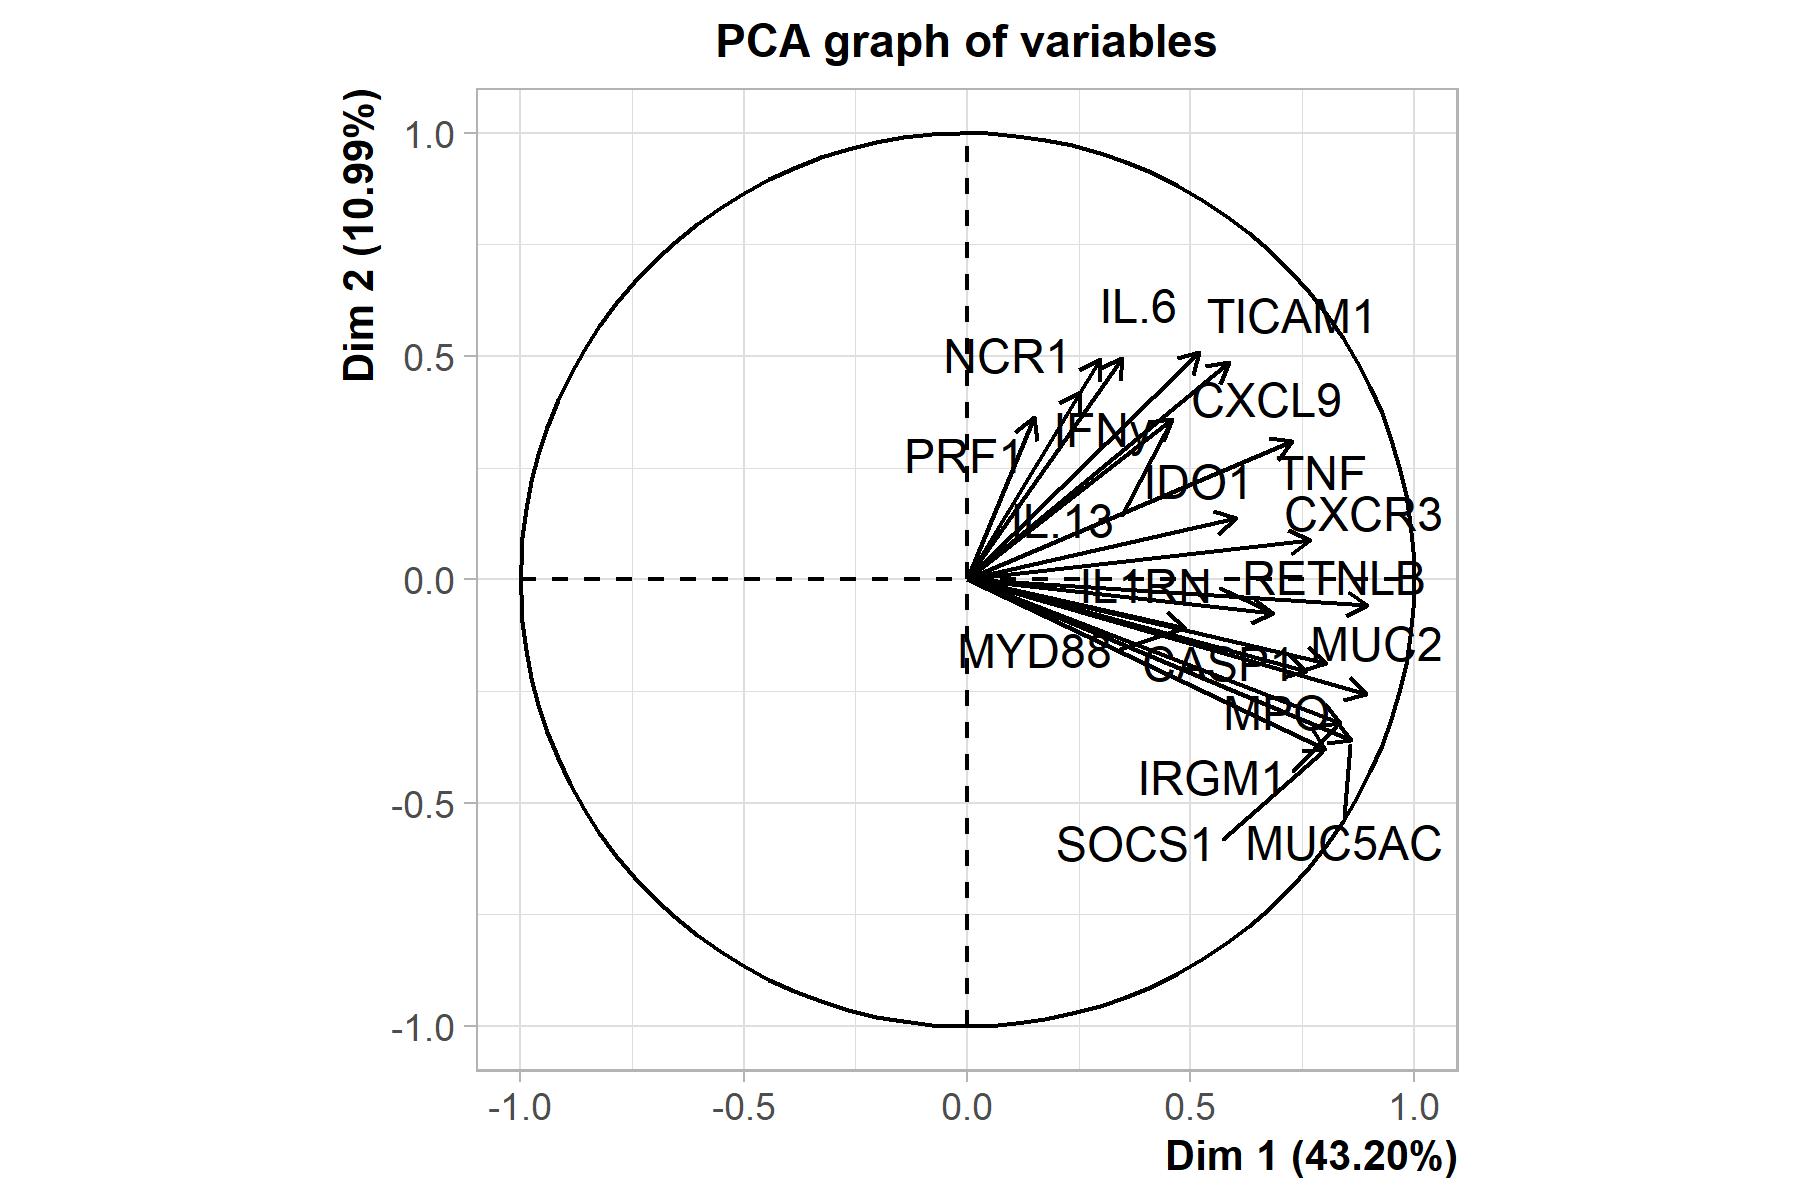 PCA graph of variables
Dim 2 (10.99%)
1.0
0.5
0.0
-0.5
-1.0
IL.6
TICAM1
NCR1
CXCL9
IFNy
PRF1
IDO1
TNF
IL.13
CXCR3
IL1RN
RETNLB
MYD88
CASP1
MUC2
MPO
IRGM1
SOCS1
MUC5AC
-1.0
-0.5
0.0
0.5
1.0
Dim 1 (43.20%)